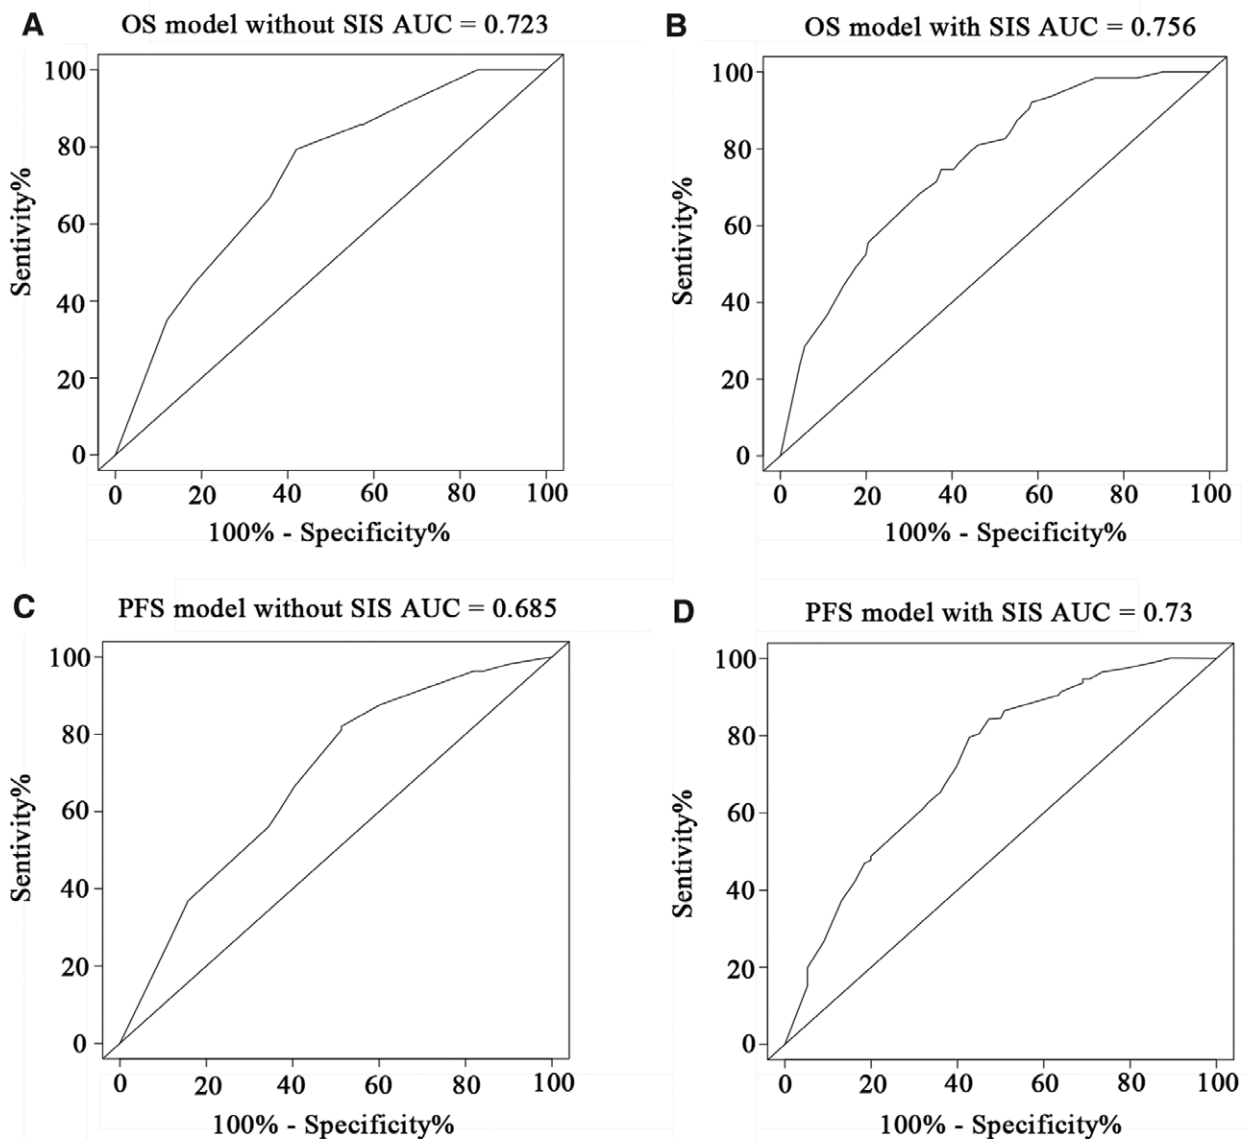 A
OS model without SIS AUC = 0.723
100
80
60
40
20
0
Sentivity%
0 20 40 60 80 100
100% - Specificity%
B
OS model with SIS AUC = 0.756
100
80
60
40
20
0
Sentivity%
0 20 40 60 80 100
100% - Specificity%
C
PFS model without SIS AUC = 0.685
100
80
60
40
20
0
Sentivity%
0 20 40 60 80 100
100% - Specificity%
D
PFS model with SIS AUC = 0.73
100
80
60
40
20
0
Sentivity%
0 20 40 60 80 100
100% - Specificity%